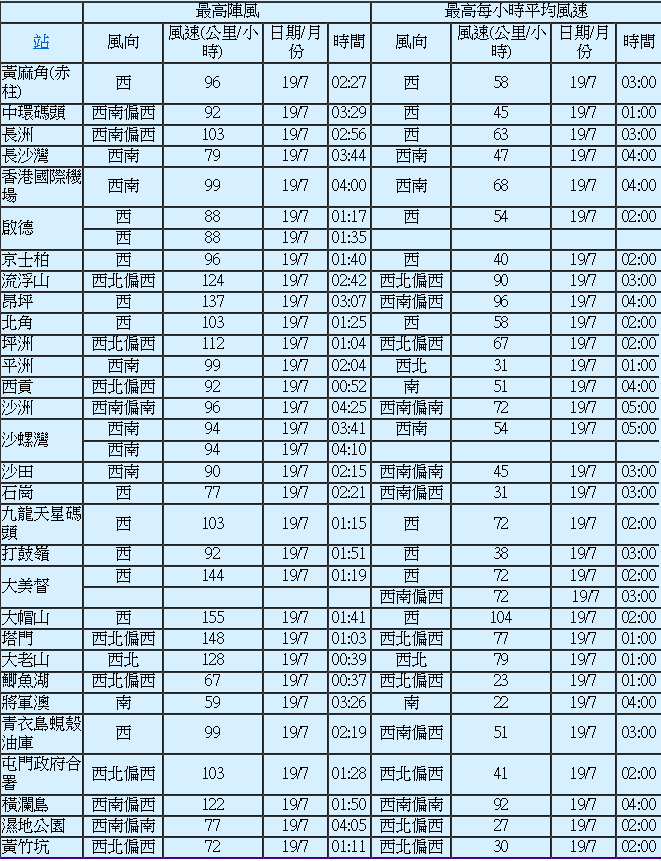 最高陣風 最高每小時平均風速
站 風向 風速(公里/小時) 日期/月份 時間 風向 風速(公里/小時) 日期/月份 時間
黃麻角(赤柱) 西 96 19/7 02:27 西 58 19/7 03:00
中環碼頭 西南偏西 92 19/7 03:29 西 45 19/7 01:00
長洲 西南偏西 103 19/7 02:56 西 63 19/7 03:00
長沙灣 西南 79 19/7 03:44 西南 47 19/7 04:00
香港國際機場 西南 99 19/7 04:00 西南 68 19/7 04:00
啟德 西 88 19/7 01:17 西 54 19/7 02:00
西 88 19/7 01:35
京士柏 西 96 19/7 01:40 西 40 19/7 02:00
流浮山 西北偏西 124 19/7 02:42 西北偏西 90 19/7 03:00
昂坪 西 137 19/7 03:07 西南偏西 96 19/7 04:00
北角 西 103 19/7 01:25 西 58 19/7 02:00
坪洲 西北偏西 112 19/7 01:04 西北偏西 67 19/7 02:00
平洲 西南 99 19/7 02:04 西北 31 19/7 01:00
西貢 西北偏西 92 19/7 00:52 南 51 19/7 04:00
沙洲 西南偏南 96 19/7 04:25 西南偏南 72 19/7 05:00
沙螺灣 西南 94 19/7 03:41 西南 54 19/7 05:00
西南 94 19/7 04:10
沙田 西南 90 19/7 02:15 西南偏南 45 19/7 03:00
石崗 西 77 19/7 02:21 西南偏西 31 19/7 03:00
九龍天星碼頭 西 103 19/7 01:15 西 72 19/7 02:00
打鼓嶺 西 92 19/7 01:51 西 38 19/7 03:00
大美督 西 144 19/7 01:19 西 72 19/7 02:00
西南偏西 72 19/7 03:00
大帽山 西 155 19/7 01:41 西 104 19/7 02:00
塔門 西北偏西 148 19/7 01:03 西北偏西 77 19/7 01:00
大老山 西北 128 19/7 00:39 西北 79 19/7 01:00
鯽魚湖 西北偏西 67 19/7 00:37 西北偏西 23 19/7 01:00
將軍澳 南 59 19/7 03:26 南 22 19/7 04:00
青衣島蜆殼油庫 西 99 19/7 02:19 西南偏西 51 19/7 03:00
屯門政府合署 西北偏西 103 19/7 01:28 西北偏西 41 19/7 02:00
橫瀾島 西南偏西 122 19/7 01:50 西南偏南 92 19/7 04:00
濕地公園 西南偏南 77 19/7 04:05 西北偏西 27 19/7 02:00
黃竹坑 西北偏西 72 19/7 01:11 西北偏西 30 19/7 02:00